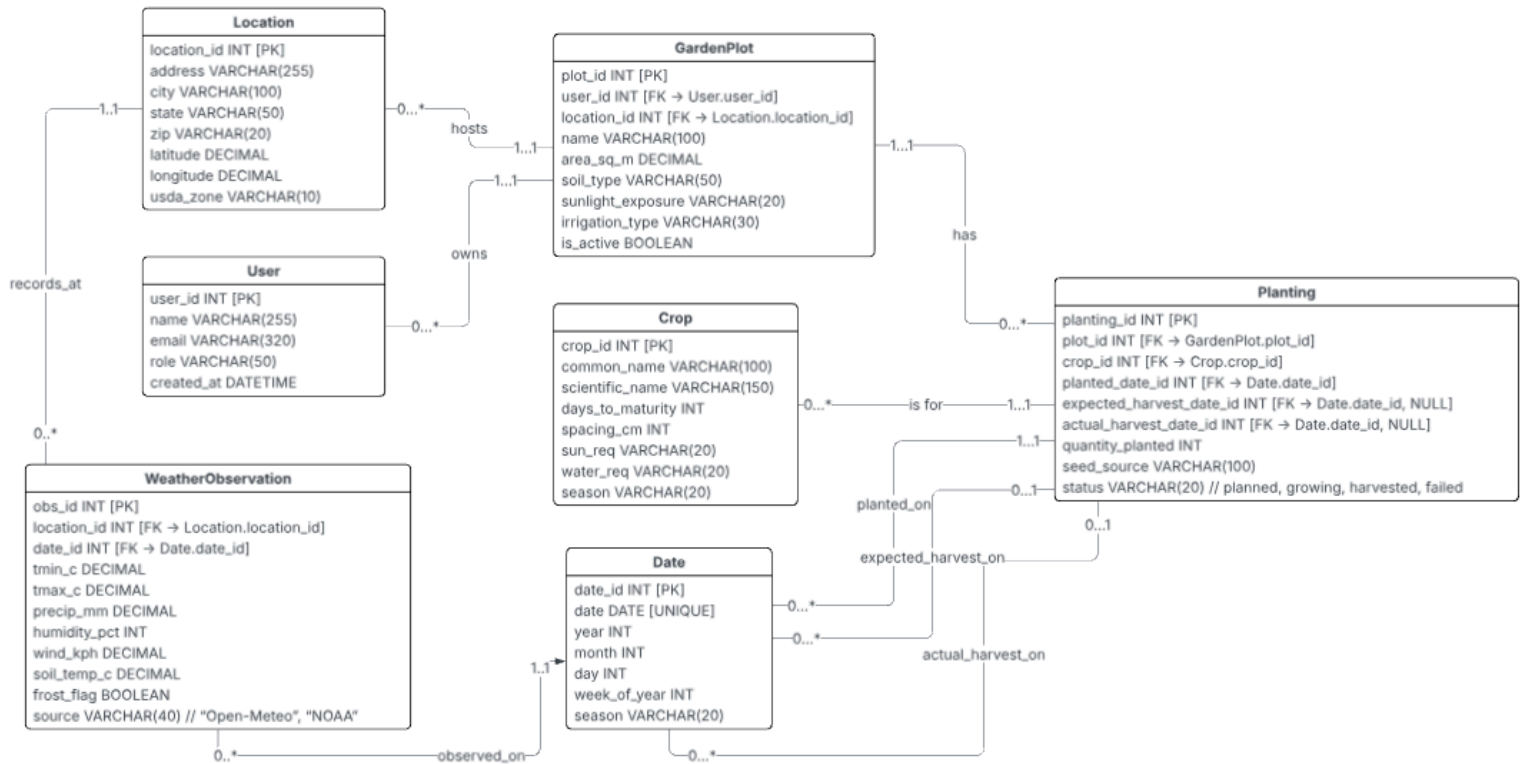 Location
location_id INT [PK]
address VARCHAR(255)
city VARCHAR(100)
state VARCHAR(50)
zip VARCHAR(20)
latitude DECIMAL
longitude DECIMAL
usda_zone VARCHAR(10)
1..1
0...*
hosts
1...1
GardenPlot
plot_id INT [PK]
user_id INT [FK → User.user_id]
location_id INT [FK → Location.location_id]
name VARCHAR(100)
area_sq_m DECIMAL
soil_type VARCHAR(50)
sunlight_exposure VARCHAR(20)
irrigation_type VARCHAR(30)
is_active BOOLEAN
1...1
has
0...*
1...1
owns
0...*
User
user_id INT [PK]
name VARCHAR(255)
email VARCHAR(320)
role VARCHAR(50)
created_at DATETIME
records_at
0..*
Crop
crop_id INT [PK]
common_name VARCHAR(100)
scientific_name VARCHAR(150)
days_to_maturity INT
spacing_cm INT
sun_req VARCHAR(20)
water_req VARCHAR(20)
season VARCHAR(20)
0...*
is for
1...1
Planting
planting_id INT [PK]
plot_id INT [FK → GardenPlot.plot_id]
crop_id INT [FK → Crop.crop_id]
planted_date_id INT [FK → Date.date_id]
expected_harvest_date_id INT [FK → Date.date_id, NULL]
actual_harvest_date_id INT [FK → Date.date_id, NULL]
quantity_planted INT
seed_source VARCHAR(100)
status VARCHAR(20) // planned, growing, harvested, failed
1...1
planted_on
0...*
0...1
expected_harvest_on
0...*
0...1
actual_harvest_on
0...*
WeatherObservation
obs_id INT [PK]
location_id INT [FK → Location.location_id]
date_id INT [FK → Date.date_id]
tmin_c DECIMAL
tmax_c DECIMAL
precip_mm DECIMAL
humidity_pct INT
wind_kph DECIMAL
soil_temp_c DECIMAL
frost_flag BOOLEAN
source VARCHAR(40) // “Open-Meteo”, “NOAA”
0..*
observed_on
1..1
Date
date_id INT [PK]
date DATE [UNIQUE]
year INT
month INT
day INT
week_of_year INT
season VARCHAR(20)